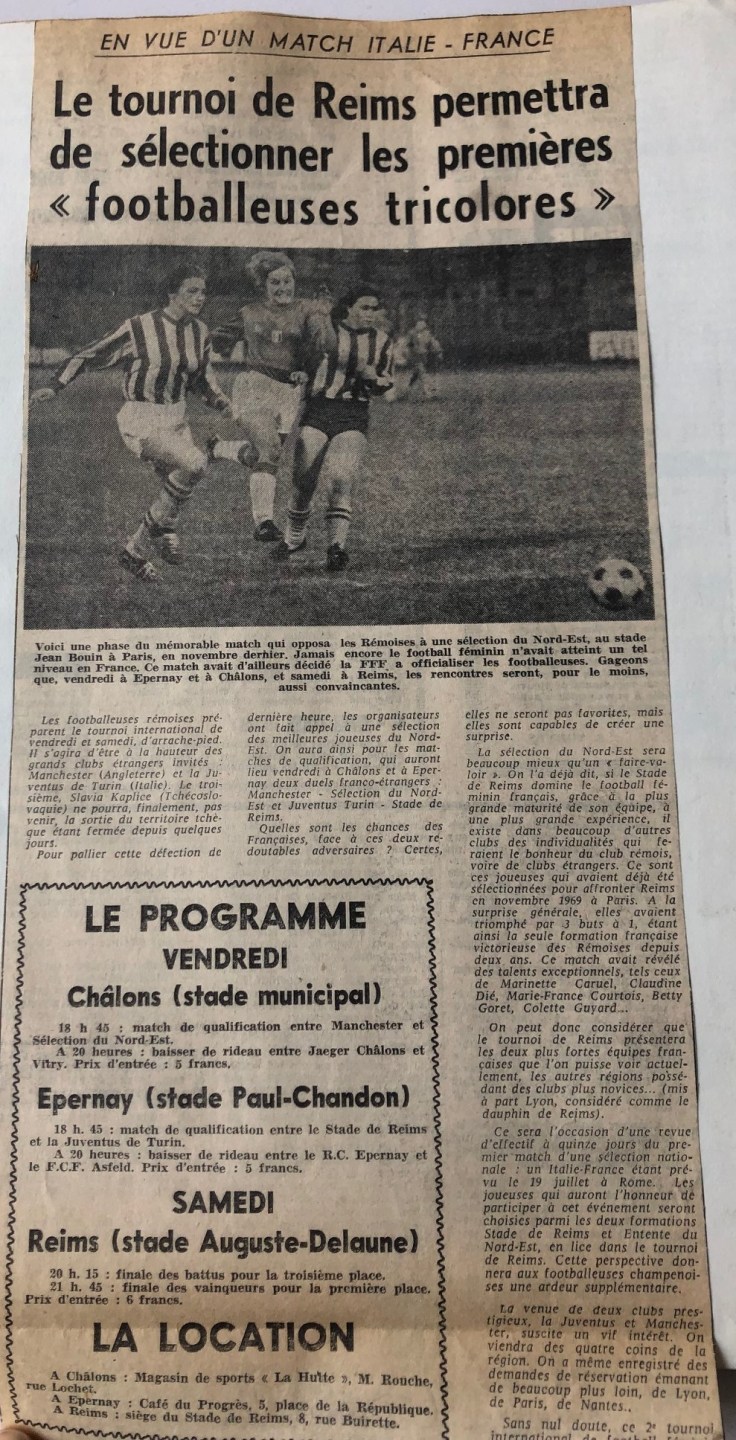 EN VUE D'UN MATCH ITALIE - FRANCE
Le tournoi de Reims permettra
de sélectionner les premières
« footballeuses tricolores »
Voici une phase du mémorable match qui opposa les Rémoises à une sélection du Nord-Est, au stade
Jean Bouin à Paris, en novembre dernier. Jamais encore le football féminin n'avait atteint un tel
niveau en France. Ce match avait d'ailleurs décidé la FFF a officialiser les footballeuses. Gageons
que, vendredi à Epernay et à Châlons, et samedi à Reims, les rencontres seront, pour le moins,
aussi convaincantes.
Les footballeuses rémoises pré-
parent le tournoi international de
vendredi et samedi, d'arrache-pied.
Il s'agira d'être à la hauteur des
grands clubs étrangers invités :
Manchester (Angleterre) et la Ju-
ventus de Turin (Italie). Le troi-
sième, Slavia Kaplice (Tchécoslo-
vaquie) ne pourra, finalement, pas
venir, la sortie du territoire tchè-
que étant fermée depuis quelques
jours.
Pour pallier cette défection de
dernière heure, les organisateurs
ont fait appel à une sélection
des meilleures joueuses du Nord-
Est. On aura ainsi pour les mat-
ches de qualification, qui auront
lieu vendredi à Châlons et à Eper-
nay deux duels franco-étrangers :
Manchester - Sélection du Nord-
Est et Juventus Turin - Stade de
Reims.
Quelles sont les chances des
Françaises, face à ces deux re-
doutables adversaires ? Certes,
elles ne seront pas favorites, mais
elles sont capables de créer une
surprise.
La sélection du Nord-Est sera
beaucoup mieux qu'un « faire-va-
loir ». On l'a déjà dit, si le Stade
de Reims domine le football fé-
minin français, grâce à la plus
grande maturité de son équipe, à
une plus grande expérience, il
existe dans beaucoup d'autres
clubs des individualités qui fe-
raient le bonheur du club rémois,
voire de clubs étrangers. Ce sont
ces joueuses qui avaient déjà été
sélectionnées pour affronter Reims
en novembre 1969 à Paris. A la
surprise générale, elles avaient
triomphé par 3 buts à 1, étant
ainsi la seule formation française
victorieuse des Rémoises depuis
deux ans. Ce match avait révélé
des talents exceptionnels, tels ceux
de Marinette Caruel, Claudine
Dié, Marie-France Courtois, Betty
Goret, Colette Guyard...
On peut donc considérer que
le tournoi de Reims présentera
les deux plus fortes équipes fran-
çaises que l'on puisse voir actuel-
lement, les autres régions possé-
dant des clubs plus novices... (mis
à part Lyon, considéré comme le
dauphin de Reims).
Ce sera l'occasion d'une revue
d'effectif à quinze jours du pre-
mier match d'une sélection natio-
nale : un Italie-France étant pré-
vu le 19 juillet à Rome. Les
joueuses qui auront l'honneur de
participer à cet événement seront
choisies parmi les deux formations
Stade de Reims et Entente du
Nord-Est, en lice dans le tournoi
de Reims. Cette perspective don-
nera aux footballeuses champenoi-
ses une ardeur supplémentaire.
La venue de deux clubs pres-
tigieux, la Juventus et Manches-
ter, suscite un vif intérêt. On
viendra des quatre coins de la
région. On a même enregistré des
demandes de réservation émanant
de beaucoup plus loin, de Lyon,
de Paris, de Nantes..
Sans nul doute, ce 2e tournoi
international de football
LE PROGRAMME
VENDREDI
Châlons (stade municipal)
18 h 45 : match de qualification entre Manchester et
Sélection du Nord-Est.
A 20 heures : baisser de rideau entre Jaeger Châlons et
Vitry. Prix d'entrée : 5 francs.
Epernay (stade Paul-Chandon)
18 h. 45 : match de qualification entre le Stade de Reims
et la Juventus de Turin.
A 20 heures : baisser de rideau entre le R.C. Epernay et
le F.C.F. Asfeld. Prix d'entrée : 5 francs.
SAMEDI
Reims (stade Auguste-Delaune)
20 h. 15 : finale des battus pour la troisième place.
21 h. 45 : finale des vainqueurs pour la première place.
Prix d'entrée : 6 francs.
LA LOCATION
A Châlons : Magasin de sports « La Hutte », M. Rouche,
rue Lochet.
A Epernay : Café du Progrès, 5, place de la République.
A Reims : siège du Stade de Reims, 8, rue Buirette.